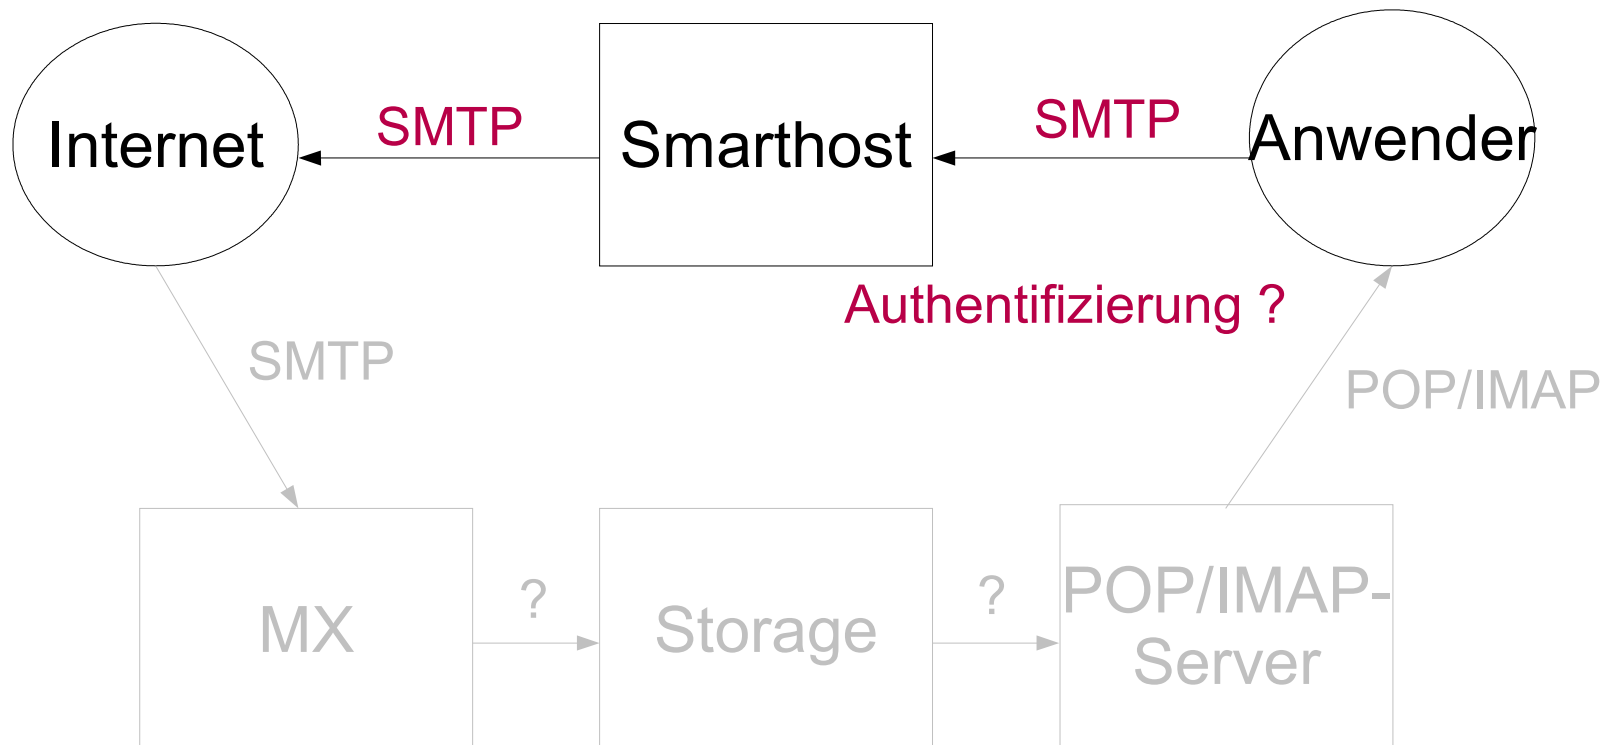 Internet
SMTP
Smarthost
SMTP
Anwender
Authentifizierung ?
SMTP
POP/IMAP
MX
?
Storage
?
POP/IMAP-
Server